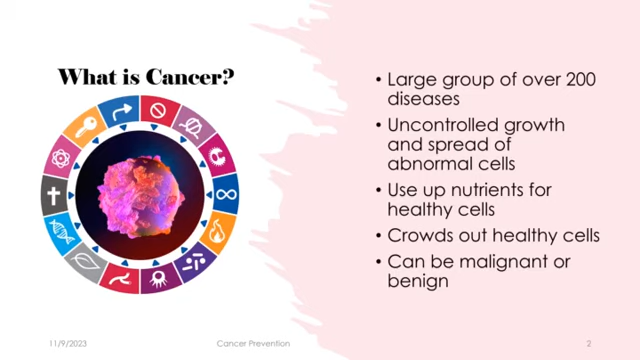 What is Cancer?
• Large group of over 200
diseases
• Uncontrolled growth
and spread of
abnormal cells
• Use up nutrients for
healthy cells
• Crowds out healthy cells
• Can be malignant or
benign
11/9/2023
Cancer Prevention
2